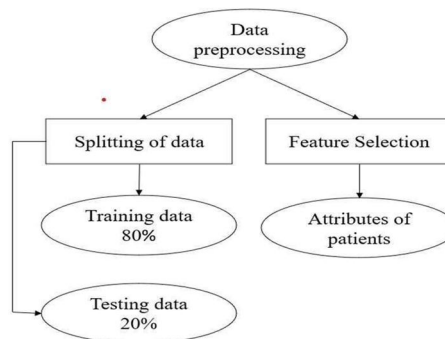 Data
preprocessing
Splitting of data
Feature Selection
Training data
80%
Attributes of
patients
Testing data
20%